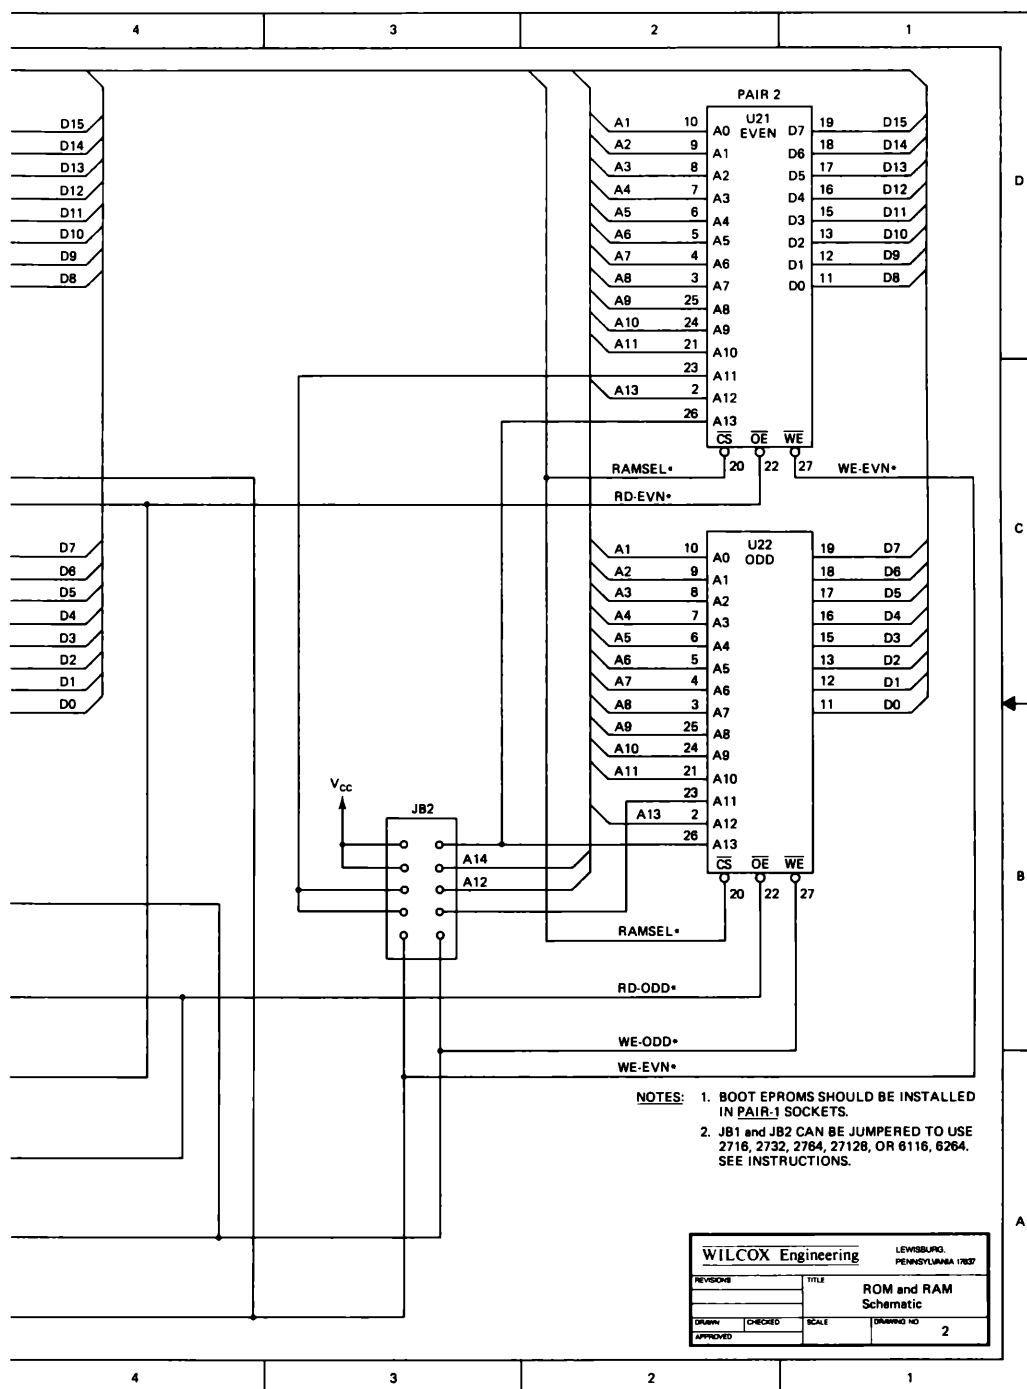 4 3 2 1
PAIR 2
D15
D14
D13
D12
D11
D10
D9
D8
A1 10 A0 U21 D7 19 D15
A2 9 A1 EVEN D6 18 D14
A3 8 A2 D5 17 D13
A4 7 A3 D4 16 D12
A5 6 A4 D3 15 D11
A6 5 A5 D2 13 D10
A7 4 A6 D1 12 D9
A8 3 A7 D0 11 D8
A9 25 A8
A10 24 A9
A11 21 A10
23 A11
A13 2 A12
26 A13
CS OE WE
20 22 27
RAMSEL* WE-EVN*
RD-EVN*
D
C
D7
D6
D5
D4
D3
D2
D1
D0
A1 10 A0 U22 19 D7
A2 9 A1 ODD 18 D6
A3 8 A2 17 D5
A4 7 A3 16 D4
A5 6 A4 15 D3
A6 5 A5 13 D2
A7 4 A6 12 D1
A8 3 A7 11 D0
A9 25 A8
A10 24 A9
A11 21 A10
23 A11
A13 2 A12
26 A13
CS OE WE
20 22 27
VCC
JB2
A14
A12
B
RAMSEL*
RD-ODD*
WE-ODD*
WE-EVN*
NOTES: 1. BOOT EPROMS SHOULD BE INSTALLED
IN PAIR-1 SOCKETS.
2. JB1 and JB2 CAN BE JUMPERED TO USE
2716, 2732, 2764, 27128, OR 6116, 6264.
SEE INSTRUCTIONS.
A
WILCOX Engineering
LEWISBURG,
PENNSYLVANIA 17837
REVISIONS
TITLE
ROM and RAM
Schematic
DRAWN CHECKED SCALE DRAWING NO
2
APPROVED
4 3 2 1